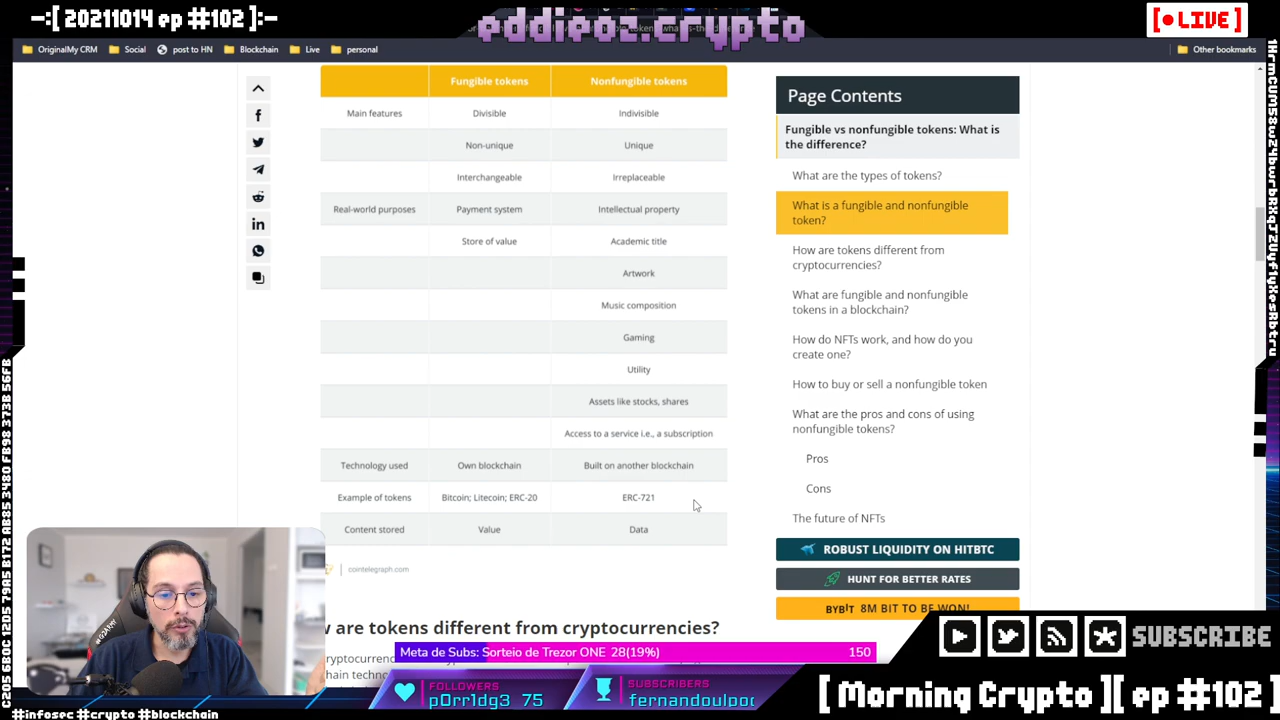 -:[ 20211014 ep #102 ]:-
eddieoz.crypto
[ LIVE ]
OriginalMy CRM
Social
post to HN
Blockchain
Live
personal
Other bookmarks
Fungible tokens Nonfungible tokens
Main features Divisible Indivisible
Non-unique Unique
Interchangeable Irreplaceable
Real-world purposes Payment system Intellectual property
Store of value Academic title
Artwork
Music composition
Gaming
Utility
Assets like stocks, shares
Access to a service i.e., a subscription
Technology used Own blockchain Built on another blockchain
Example of tokens Bitcoin; Litecoin; ERC-20 ERC-721
Content stored Value Data
cointelegraph.com
are tokens different from cryptocurrencies?
Page Contents
Fungible vs nonfungible tokens: What is
the difference?
What are the types of tokens?
What is a fungible and nonfungible
token?
How are tokens different from
cryptocurrencies?
What are fungible and nonfungible
tokens in a blockchain?
How do NFTs work, and how do you
create one?
How to buy or sell a nonfungible token
What are the pros and cons of using
nonfungible tokens?
Pros
Cons
The future of NFTs
ROBUST LIQUIDITY ON HITBTC
HUNT FOR BETTER RATES
BYBIT 8M BIT TO BE WON!
Meta de Subs: Sorteio de Trezor ONE 28(19%) 150
FOLLOWERS
p0rr1dg3_75
SUBSCRIBERS
fernandoulpoc
SUBSCRIBE
[ Morning Crypto ][ ep #102 ]
#infosec #crypto #blockchain